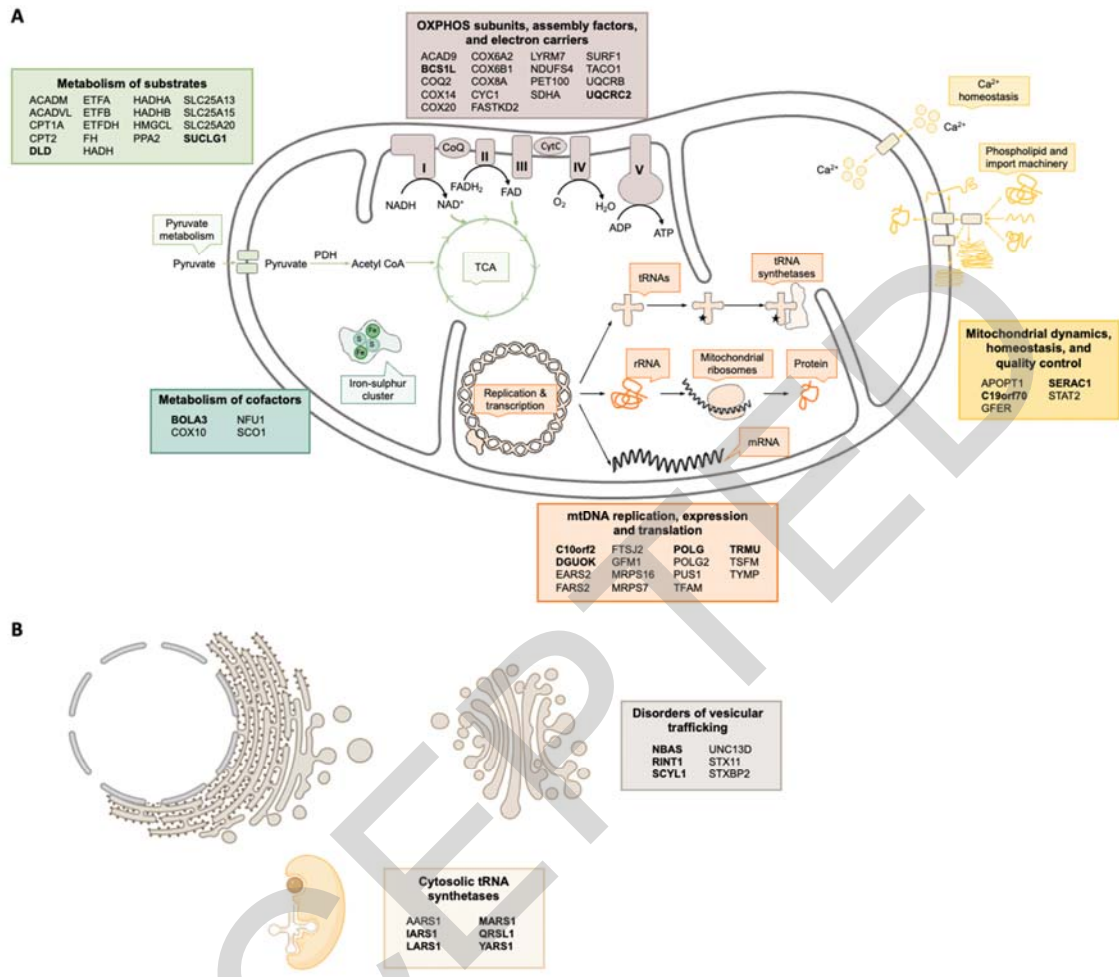 A
OXPHOS subunits, assembly factors,
and electron carriers
ACAD9 COX6A2 LYRM7 SURF1
BCS1L COX6B1 NDUFS4 TACO1
COQ2 COX8A PET100 UQCRB
COX14 CYC1 SDHA UQCRC2
COX20 FASTKD2
Metabolism of substrates
ACADM ETFA HADHA SLC25A13
ACADVL ETFB HADHB SLC25A15
CPT1A ETFDH HMGCL SLC25A20
CPT2 FH PPA2 SUCLG1
DLD HADH
Ca²⁺
homeostasis
Ca²⁺
Ca²⁺
Phospholipid and
import machinery
CoQ
CytC
I
II
III
IV
V
NADH
NAD⁺
FADH₂
FAD
O₂
H₂O
ADP
ATP
Pyruvate
metabolism
Pyruvate
Pyruvate
PDH
Acetyl CoA
TCA
tRNAs
tRNA
synthetases
Fe
S
S
Fe
Iron-sulphur
cluster
Replication &
transcription
rRNA
Mitochondrial
ribosomes
Protein
mRNA
Mitochondrial dynamics,
homeostasis, and
quality control
APOPT1 SERAC1
C19orf70 STAT2
GFER
Metabolism of cofactors
BOLA3 NFU1
COX10 SCO1
mtDNA replication, expression
and translation
C10orf2 FTSJ2 POLG TRMU
DGUOK GFM1 POLG2 TSFM
EARS2 MRPS16 PUS1 TYMP
FARS2 MRPS7 TFAM
B
Disorders of vesicular
trafficking
NBAS UNC13D
RINT1 STX11
SCYL1 STXBP2
Cytosolic tRNA
synthetases
AARS1 MARS1
IARS1 QRSL1
LARS1 YARS1
CEPTED